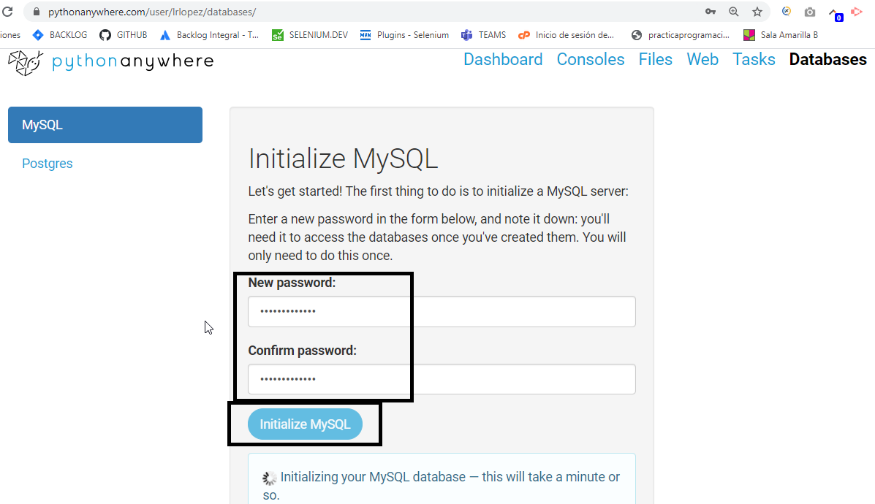 pythonanywhere.com/user/lrlopez/databases/
iones BACKLOG GITHUB Backlog Integral - T... SELENIUM.DEV Plugins - Selenium TEAMS Inicio de sesión de... practicaprogramaci... Sala Amarilla B
pythonanywhere
Dashboard Consoles Files Web Tasks Databases
MySQL
Postgres
Initialize MySQL
Let's get started! The first thing to do is to initialize a MySQL server:
Enter a new password in the form below, and note it down: you'll
need it to access the databases once you've created them. You will
only need to do this once.
New password:
•••••••••••••
Confirm password:
•••••••••••••
Initialize MySQL
Initializing your MySQL database — this will take a minute or
so.